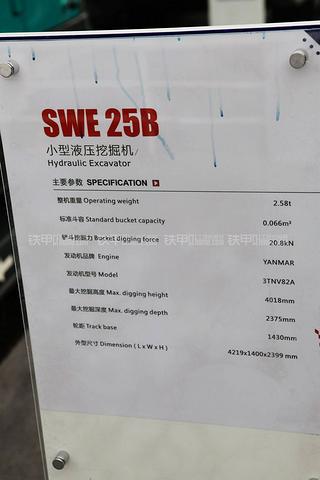 SWE 25B
小型液压挖掘机/
Hydraulic Excavator
主要参数 SPECIFICATION
整机重量 Operating weight 2.58t
标准斗容 Standard bucket capacity 0.066m³
铲斗挖掘力 Bucket digging force 20.8kN
发动机品牌 Engine YANMAR
发动机型号 Model 3TNV82A
最大挖掘高度 Max. digging height 4018mm
最大挖掘深度 Max. digging depth 2375mm
轮距 Track base 1430mm
外型尺寸 Dimension ( L x W x H ) 4219x1400x2399 mm